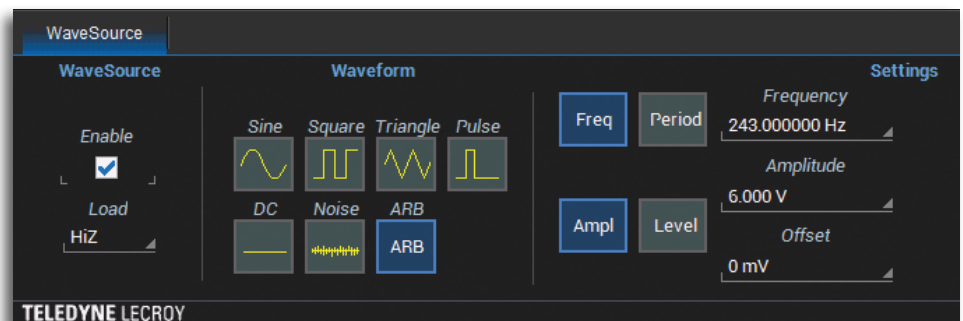 WaveSource
WaveSource
Waveform
Settings
Enable
Load
HiZ
Sine Square Triangle Pulse
DC Noise ARB
ARB
Freq Period
Frequency
243.000000 Hz
Amplitude
6.000 V
Ampl Level
Offset
0 mV
TELEDYNE LECROY